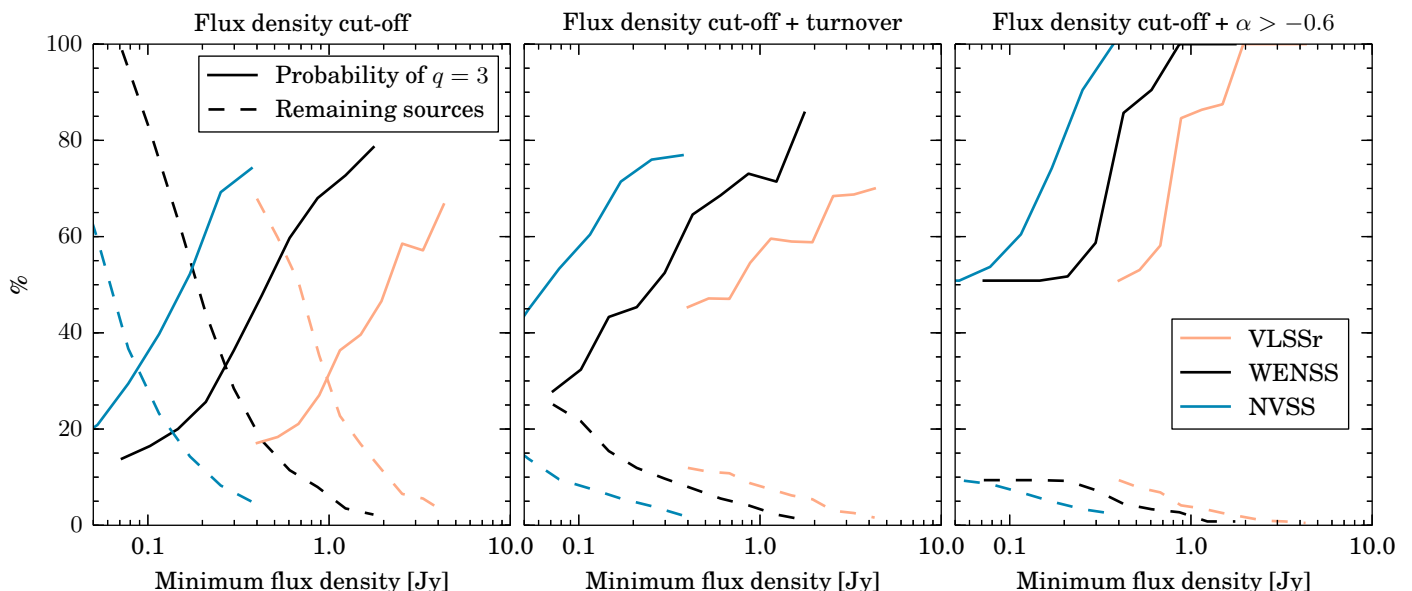 Flux density cut-off
Flux density cut-off + turnover
Flux density cut-off + α > −0.6
%
100
80
60
40
20
0
Probability of q = 3
Remaining sources
VLSSr
WENSS
NVSS
0.1 1.0 10.0
0.1 1.0 10.0
0.1 1.0 10.0
Minimum flux density [Jy]
Minimum flux density [Jy]
Minimum flux density [Jy]